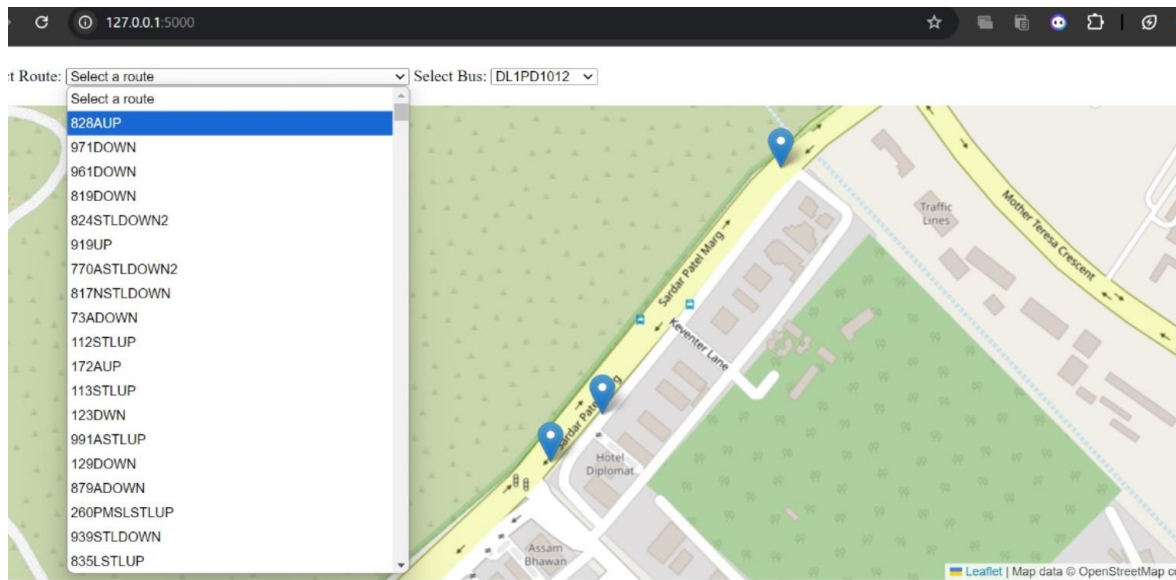 127.0.0.1:5000
t Route: Select a route Select Bus: DL1PD1012
Select a route
828AUP
971DOWN
961DOWN
819DOWN
824STLDOWN2
919UP
770ASTLDOWN2
817NSTLDOWN
73ADOWN
112STLUP
172AUP
113STLUP
123DWN
991ASTLUP
129DOWN
879ADOWN
260PMSLSTLUP
939STLDOWN
835LSTLUP
Traffic
Lines
Mother Teresa Crescent
Sardar Patel Marg
Keventer Lane
Sardar Patel
Hotel
Diplomat
Assam
Bhawan
Leaflet | Map data © OpenStreetMap